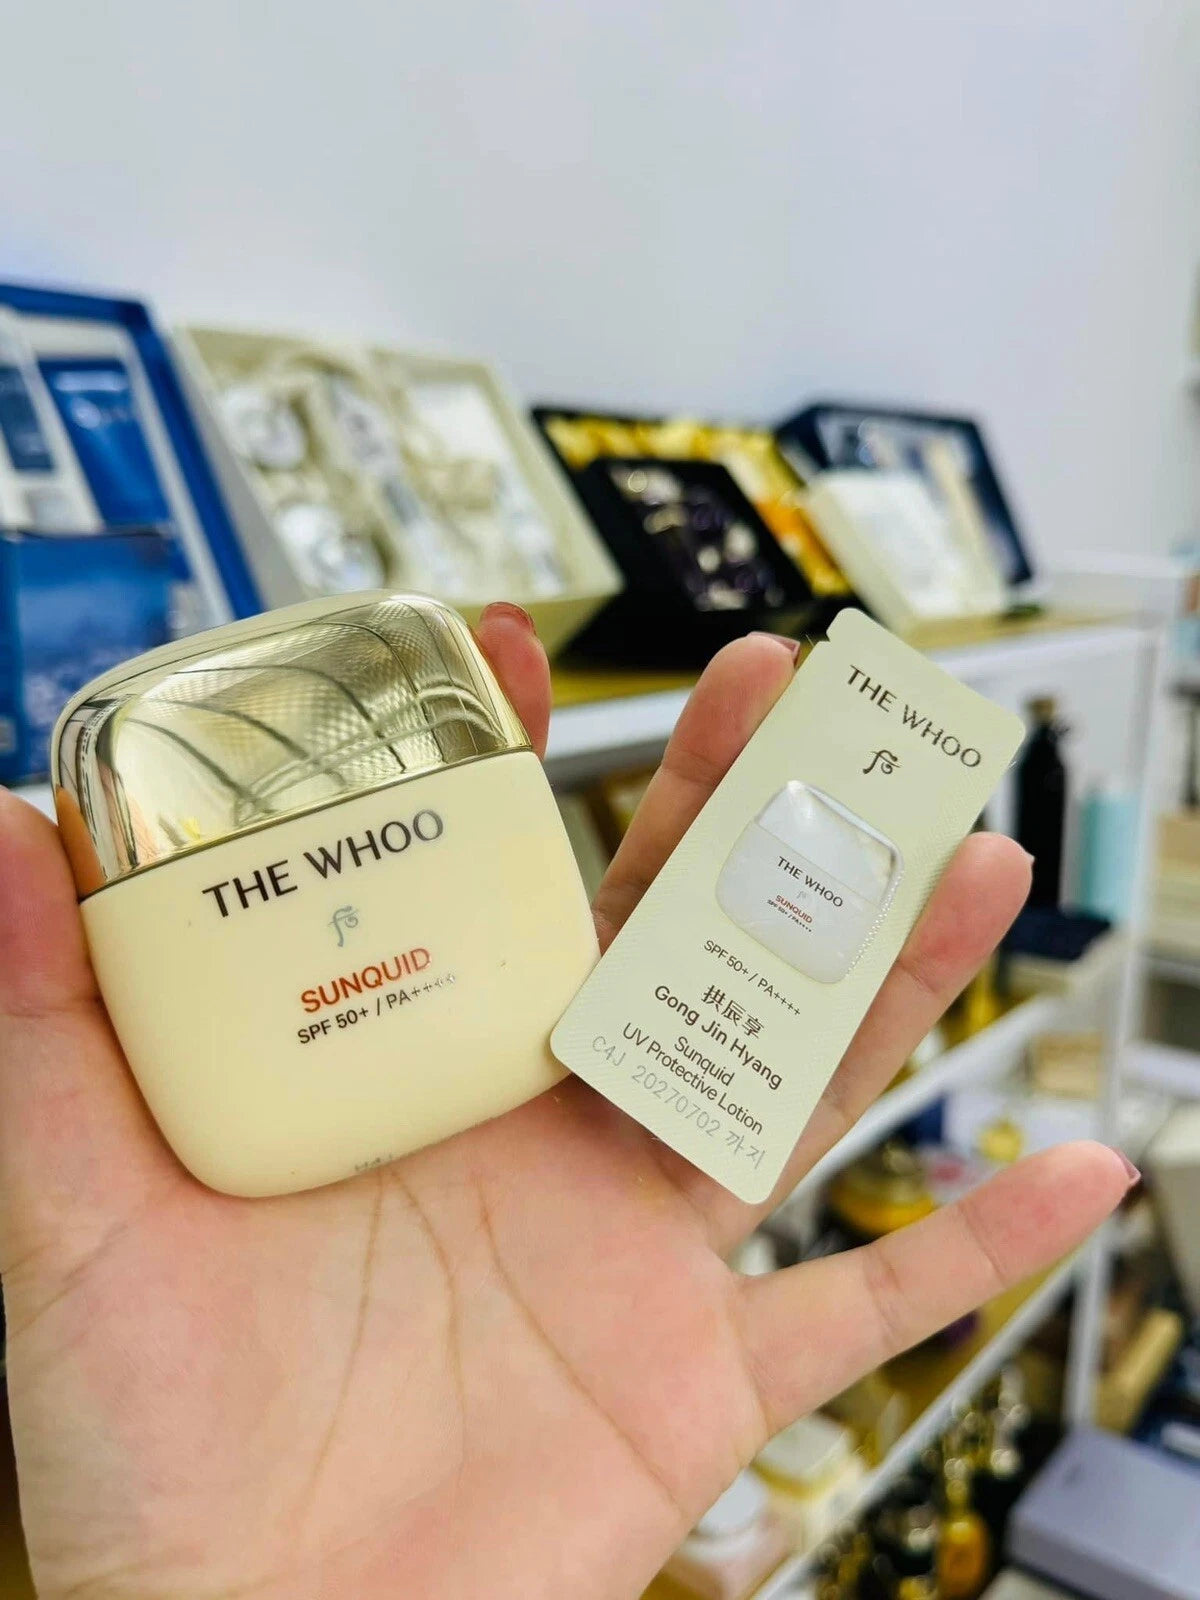 THE WHOO
SUNQUID
SPF 50+ / PA++++
THE WHOO
THE WHOO
SUNQUID
SPF 50+ / PA++++
SPF 50+ / PA++++
拱辰享
Gong Jin Hyang
Sunquid
UV Protective Lotion
C4J 20270702 까지